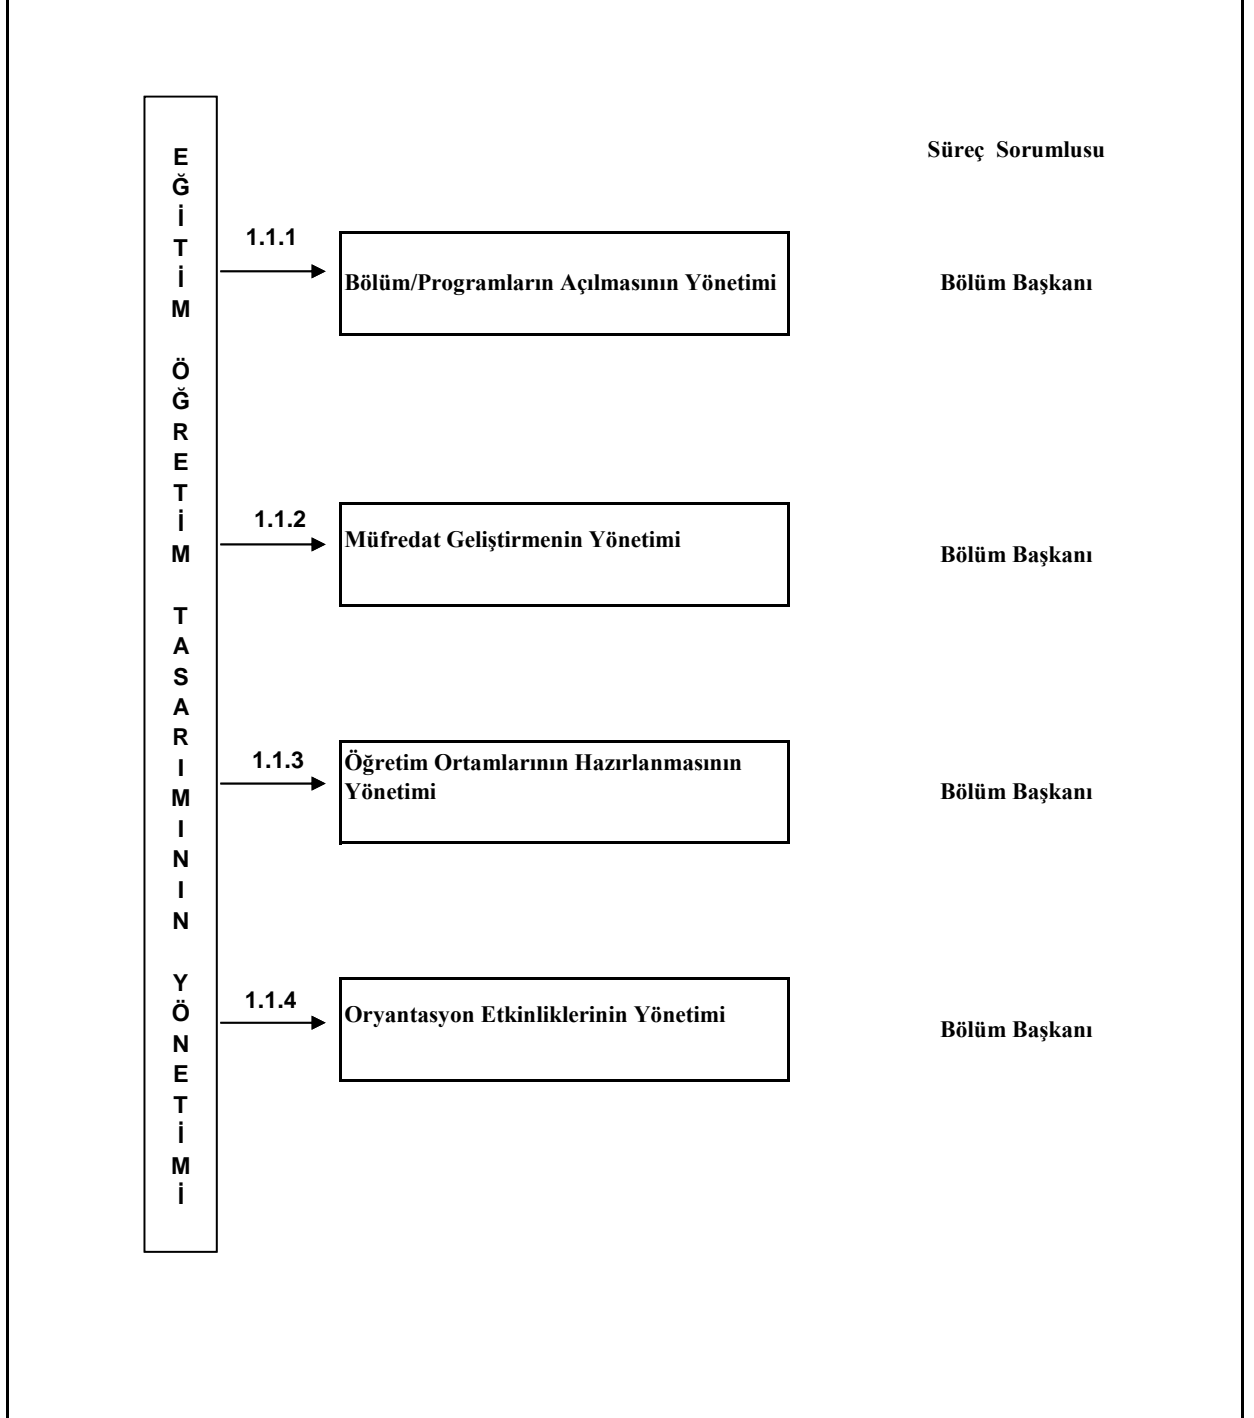 EĞİTİM ÖĞRETİM TASARIMININ YÖNETİMİ
Süreç Sorumlusu
1.1.1
Bölüm/Programların Açılmasının Yönetimi
Bölüm Başkanı
1.1.2
Müfredat Geliştirmenin Yönetimi
Bölüm Başkanı
1.1.3
Öğretim Ortamlarının Hazırlanmasının
Yönetimi
Bölüm Başkanı
1.1.4
Oryantasyon Etkinliklerinin Yönetimi
Bölüm Başkanı